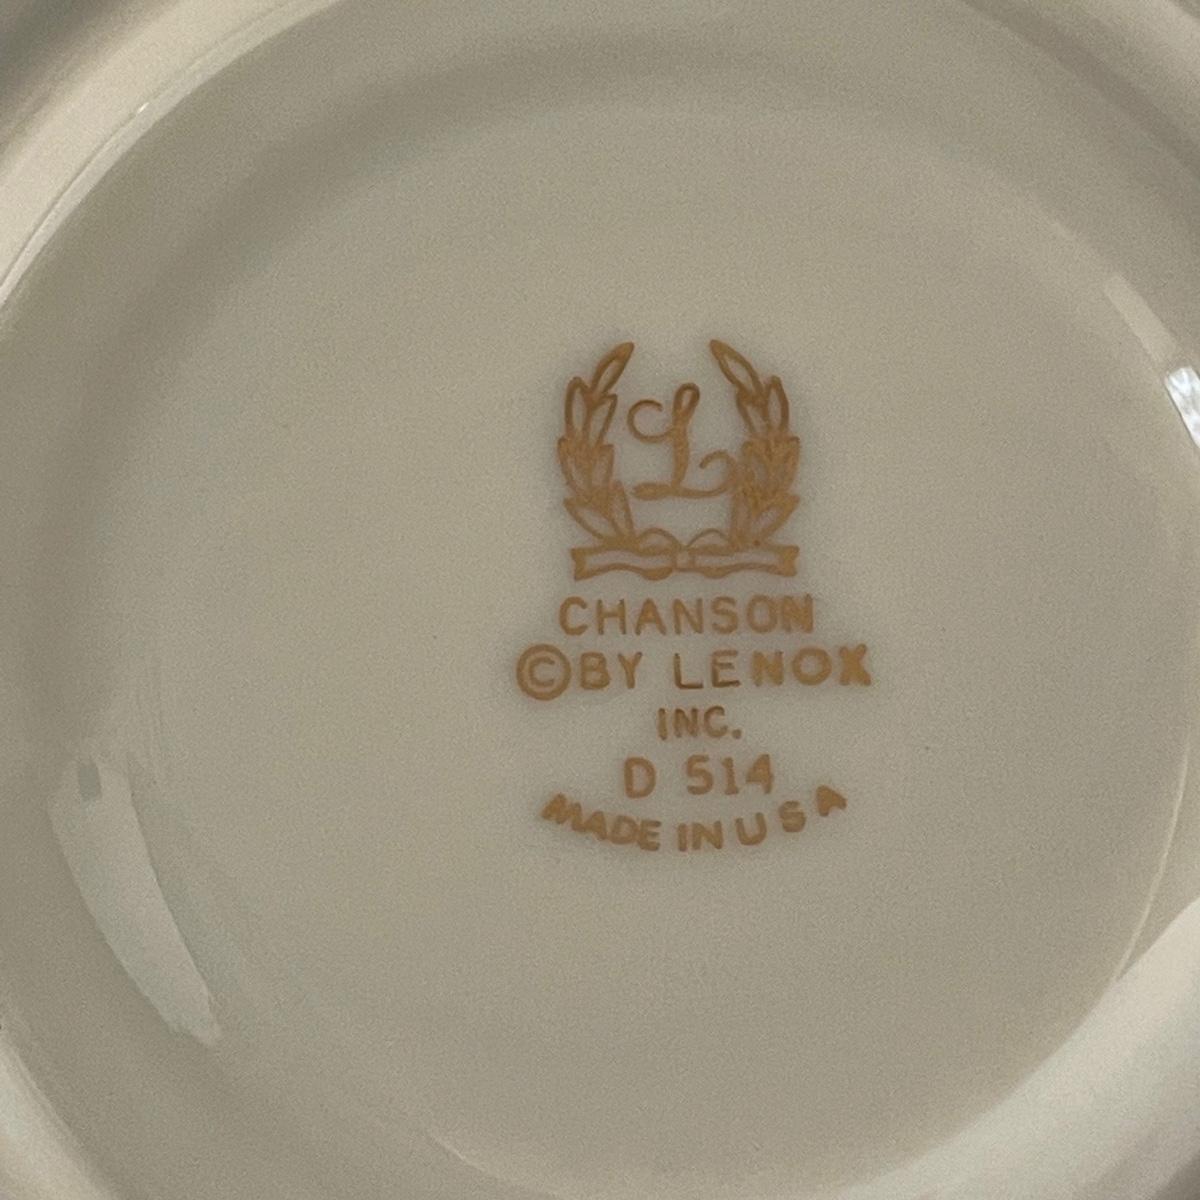 L
CHANSON
©BY LENOX
INC.
D 514
MADE IN USA